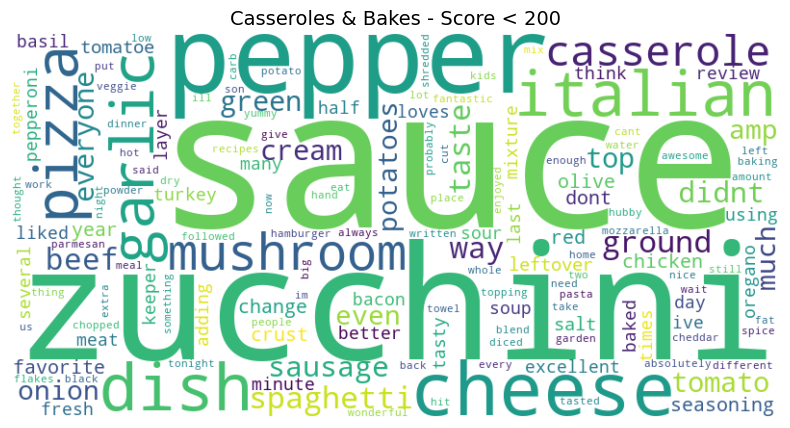 Casseroles & Bakes - Score < 200
low
basil
tomatoe
put
carb
potato
shredded
mix
kids
casserole
pepper
think
review
together
pepperoni
pizza
everyone
veggie
son
ill
yummy
green
half
lot
fantastic
loves
italian
cant
water
left
baking
amp
garlic
layer
dinner
hot
said
give
cream
recipes
many
potatoes
probably
cut
taste
mixture
enough
awesome
top
amount
thought
work
night
powder
dry
turkey
hand
eat
sauce
place
enjoyed
olive
didnt
dont
chubby
using
liked
year
parmesan
meal
followed
now
hamburger
always
written
sour
last
red
mozzarella
home
ground
still
much
several
beef
keeper
something
mushroom
way
whole
leftover
two
chicken
nice
oregano
thing
us
extra
chopped
meat
adding
change
people
big
im
bacon
even
better
towel
tasty
topping
soup
need
take
pasta
garden
salt
baked
times
ive
day
wait
cheddar
fat
spice
zucchini
crust
blend
diced
favorite
tonight
sausage
minute
back
every
excellent
absolutely
different
flakes
black
onion
fresh
dish
spaghetti
wonderful
hit
cheese
tasted
tomato
seasoning